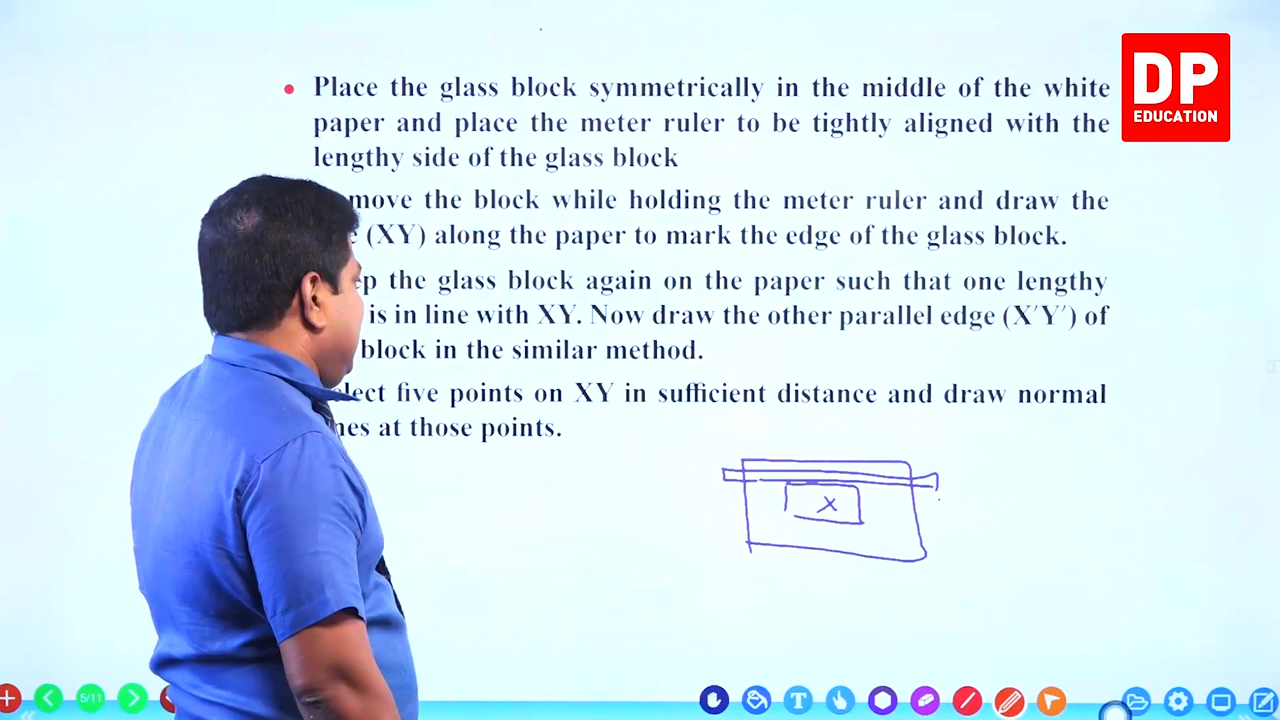 • Place the glass block symmetrically in the middle of the white
paper and place the meter ruler to be tightly aligned with the
lengthy side of the glass block
move the block while holding the meter ruler and draw the
(XY) along the paper to mark the edge of the glass block.
the glass block again on the paper such that one lengthy
is in line with XY. Now draw the other parallel edge (X′Y′) of
block in the similar method.
lect five points on XY in sufficient distance and draw normal
nes at those points.
X
DP
EDUCATION
5/11
T